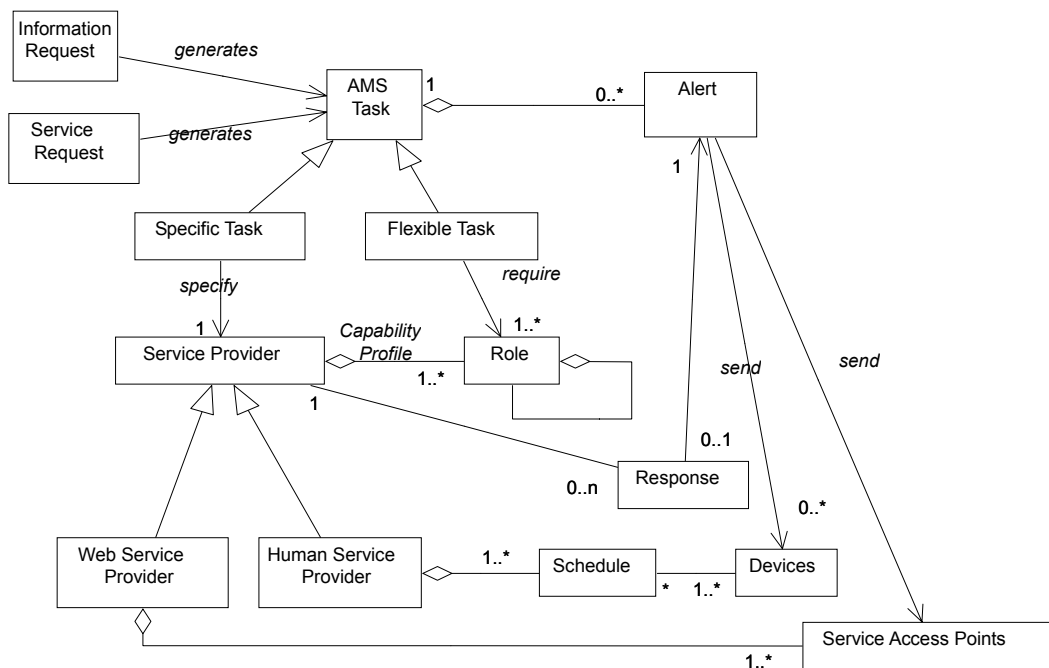 Information
Request
generates
AMS
Task
1
0..*
Alert
Service
Request
generates
1
Specific Task
Flexible Task
specify
require
1
1..*
Capability
Profile
Service Provider
1..*
Role
send
send
1
0..1
0..n
Response
0..*
Web Service
Provider
Human Service
Provider
1..*
Schedule
*
1..*
Devices
1..*
Service Access Points